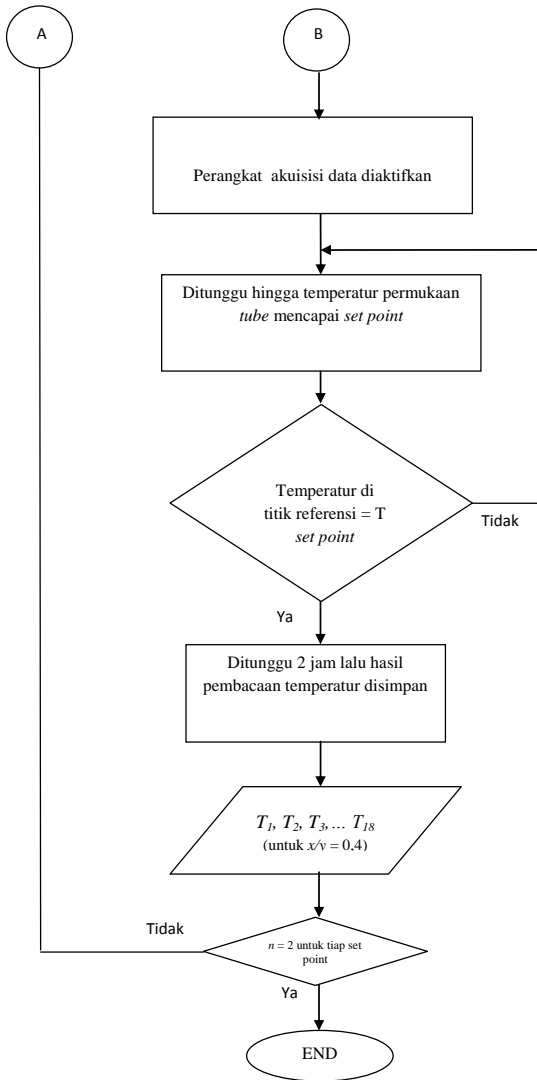 A
B
Perangkat akuisisi data diaktifkan
Ditunggu hingga temperatur permukaan
tube mencapai set point
Temperatur di
titik referensi = T
set point
Tidak
Ya
Ditunggu 2 jam lalu hasil
pembacaan temperatur disimpan
T1, T2, T3,... T18
(untuk x/y = 0,4)
Tidak
n = 2 untuk tiap set
point
Ya
END